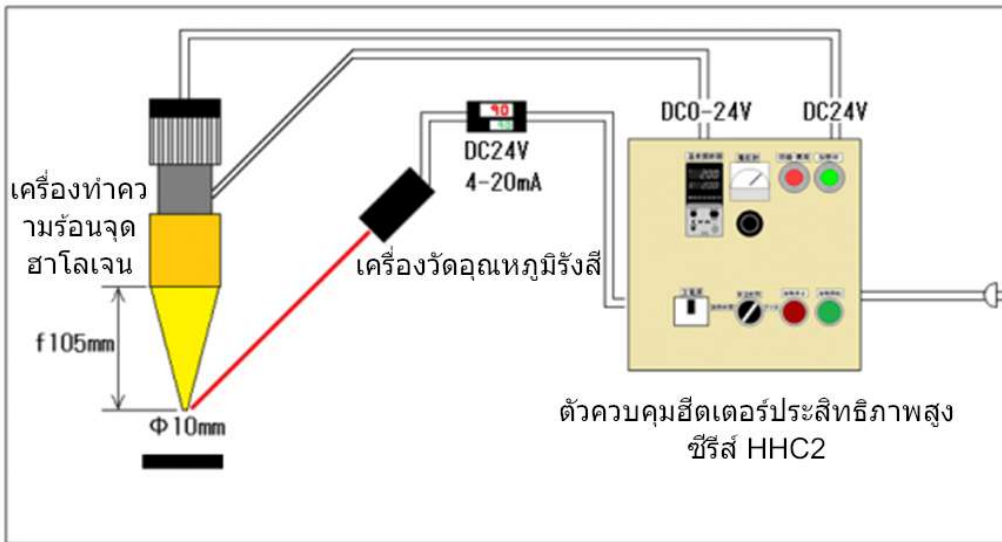 DC0-24V
DC24V
90
DC24V
4-20mA
เครื่องทำคว
ามร้อนจุด
ฮาโลเจน
เครื่องวัดอุณหภูมิรังสี
f105mm
Φ10mm
ตัวควบคุมฮีตเตอร์ประสิทธิภาพสูง
ซีรีส์ HHC2